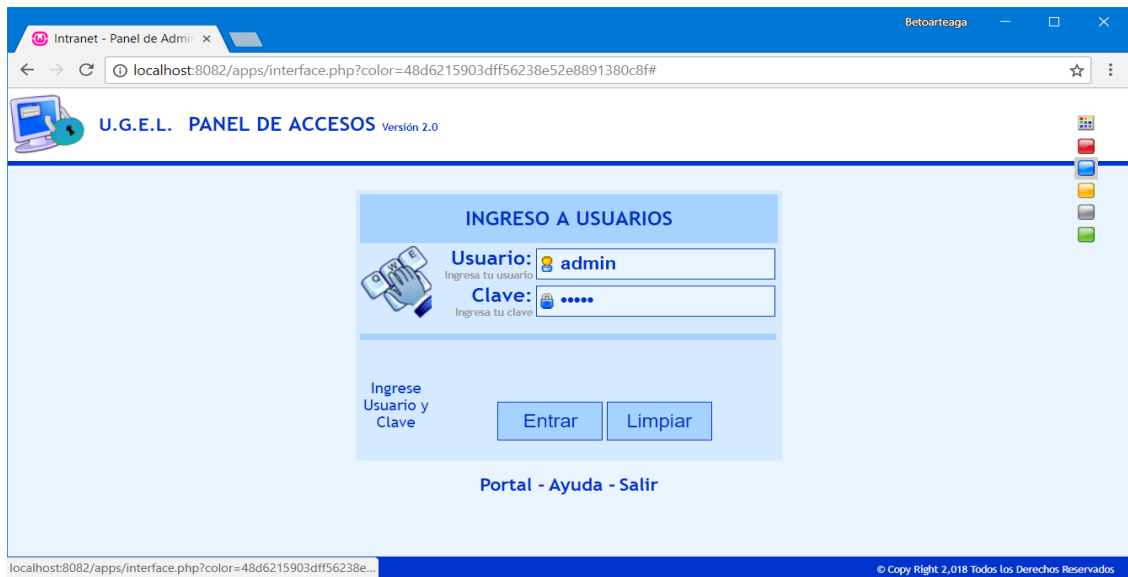 Betoarteaga
Intranet - Panel de Admi
localhost:8082/apps/interface.php?color=48d6215903dff56238e52e8891380c8f#
U.G.E.L. PANEL DE ACCESOS Versión 2.0
INGRESO A USUARIOS
Usuario: admin
Ingresa tu usuario
Clave: •••••
Ingresa tu clave
Ingrese
Usuario y
Clave
Entrar Limpiar
Portal - Ayuda - Salir
localhost:8082/apps/interface.php?color=48d6215903dff56238e...
© Copy Right 2,018 Todos los Derechos Reservados